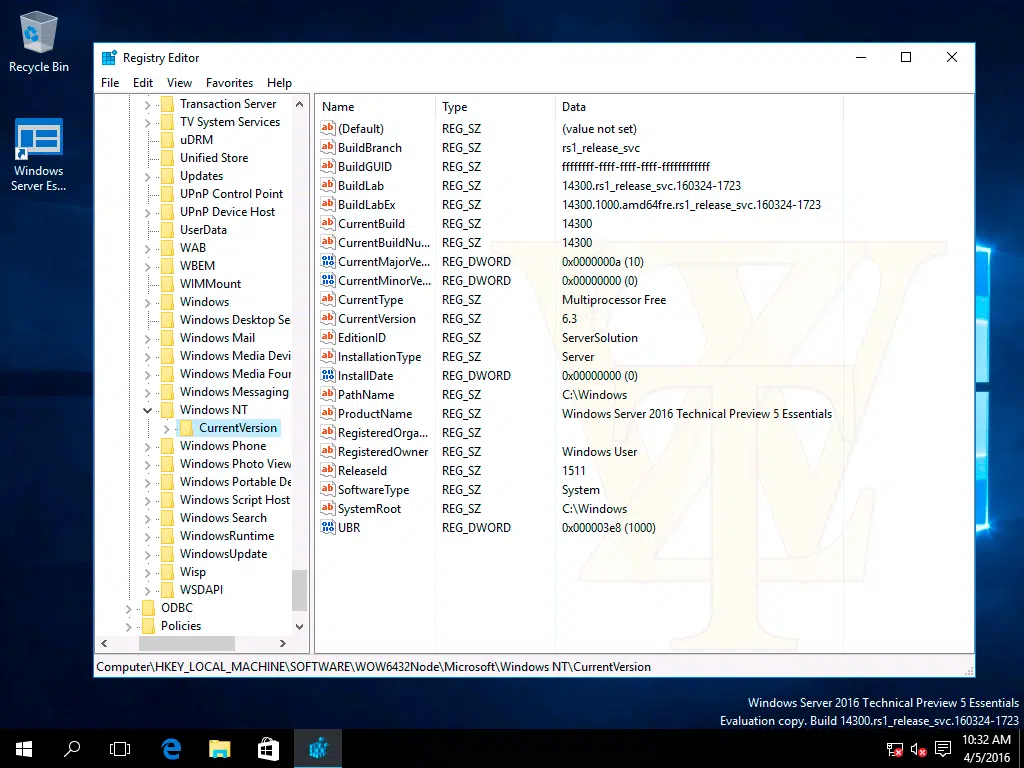 Recycle Bin
Windows
Server Es...
Registry Editor
File Edit View Favorites Help
Transaction Server
TV System Services
uDRM
Unified Store
Updates
UPnP Control Point
UPnP Device Host
UserData
WAB
WBEM
WIMMount
Windows
Windows Desktop Se
Windows Mail
Windows Media Devi
Windows Media Four
Windows Messaging
Windows NT
CurrentVersion
Windows Phone
Windows Photo View
Windows Portable De
Windows Script Host
Windows Search
WindowsRuntime
WindowsUpdate
Wisp
WSDAPI
ODBC
Policies
Name Type Data
(Default) REG_SZ (value not set)
BuildBranch REG_SZ rs1_release_svc
BuildGUID REG_SZ ffffffff-ffff-ffff-ffff-ffffffffffff
BuildLab REG_SZ 14300.rs1_release_svc.160324-1723
BuildLabEx REG_SZ 14300.1000.amd64fre.rs1_release_svc.160324-1723
CurrentBuild REG_SZ 14300
CurrentBuildNu... REG_SZ 14300
CurrentMajorVe... REG_DWORD 0x0000000a (10)
CurrentMinorVe... REG_DWORD 0x00000000 (0)
CurrentType REG_SZ Multiprocessor Free
CurrentVersion REG_SZ 6.3
EditionID REG_SZ ServerSolution
InstallationType REG_SZ Server
InstallDate REG_DWORD 0x00000000 (0)
PathName REG_SZ C:\Windows
ProductName REG_SZ Windows Server 2016 Technical Preview 5 Essentials
RegisteredOrga... REG_SZ
RegisteredOwner REG_SZ Windows User
ReleaseId REG_SZ 1511
SoftwareType REG_SZ System
SystemRoot REG_SZ C:\Windows
UBR REG_DWORD 0x000003e8 (1000)
Computer\HKEY_LOCAL_MACHINE\SOFTWARE\WOW6432Node\Microsoft\Windows NT\CurrentVersion
Windows Server 2016 Technical Preview 5 Essentials
Evaluation copy. Build 14300.rs1_release_svc.160324-1723
10:32 AM
4/5/2016